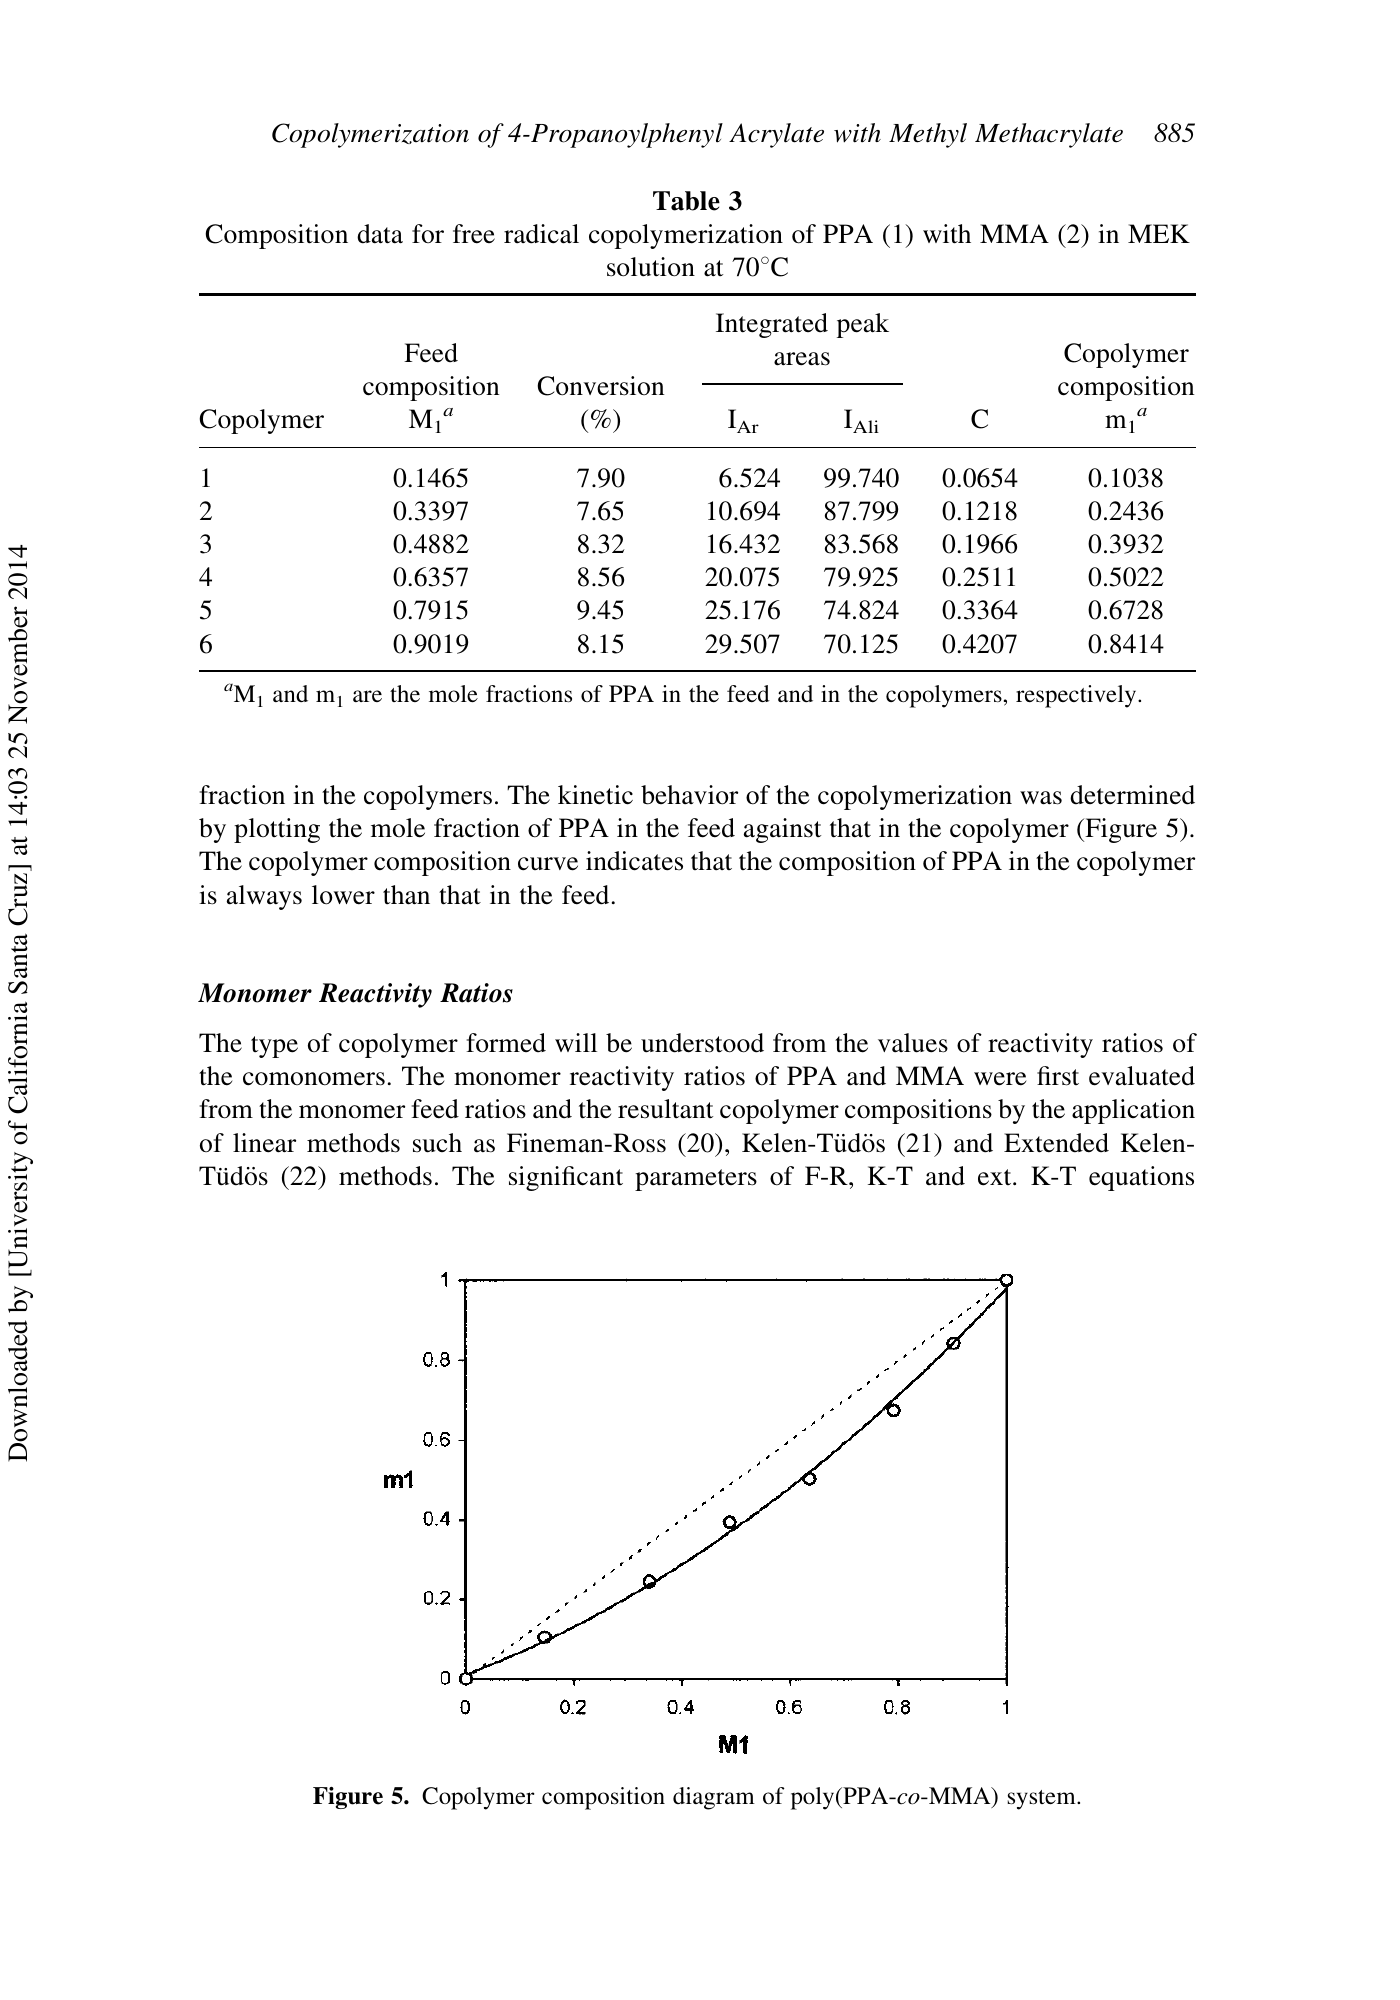 Copolymerization of 4-Propanoylphenyl Acrylate with Methyl Methacrylate 885
Table 3
Composition data for free radical copolymerization of PPA (1) with MMA (2) in MEK
solution at 70°C
Integrated peak
areas
Feed
composition
Conversion
Copolymer
composition
Copolymer M₁ᵃ (%) I_Ar I_Ali C m₁ᵃ
1 0.1465 7.90 6.524 99.740 0.0654 0.1038
2 0.3397 7.65 10.694 87.799 0.1218 0.2436
3 0.4882 8.32 16.432 83.568 0.1966 0.3932
4 0.6357 8.56 20.075 79.925 0.2511 0.5022
5 0.7915 9.45 25.176 74.824 0.3364 0.6728
6 0.9019 8.15 29.507 70.125 0.4207 0.8414
ᵃM₁ and m₁ are the mole fractions of PPA in the feed and in the copolymers, respectively.
fraction in the copolymers. The kinetic behavior of the copolymerization was determined
by plotting the mole fraction of PPA in the feed against that in the copolymer (Figure 5).
The copolymer composition curve indicates that the composition of PPA in the copolymer
is always lower than that in the feed.
Monomer Reactivity Ratios
The type of copolymer formed will be understood from the values of reactivity ratios of
the comonomers. The monomer reactivity ratios of PPA and MMA were first evaluated
from the monomer feed ratios and the resultant copolymer compositions by the application
of linear methods such as Fineman-Ross (20), Kelen-Tüdös (21) and Extended Kelen-
Tüdös (22) methods. The significant parameters of F-R, K-T and ext. K-T equations
1
0.8
0.6
m1
0.4
0.2
0
0 0.2 0.4 0.6 0.8 1
M1
Figure 5. Copolymer composition diagram of poly(PPA-co-MMA) system.
Downloaded by [University of California Santa Cruz] at 14:03 25 November 2014